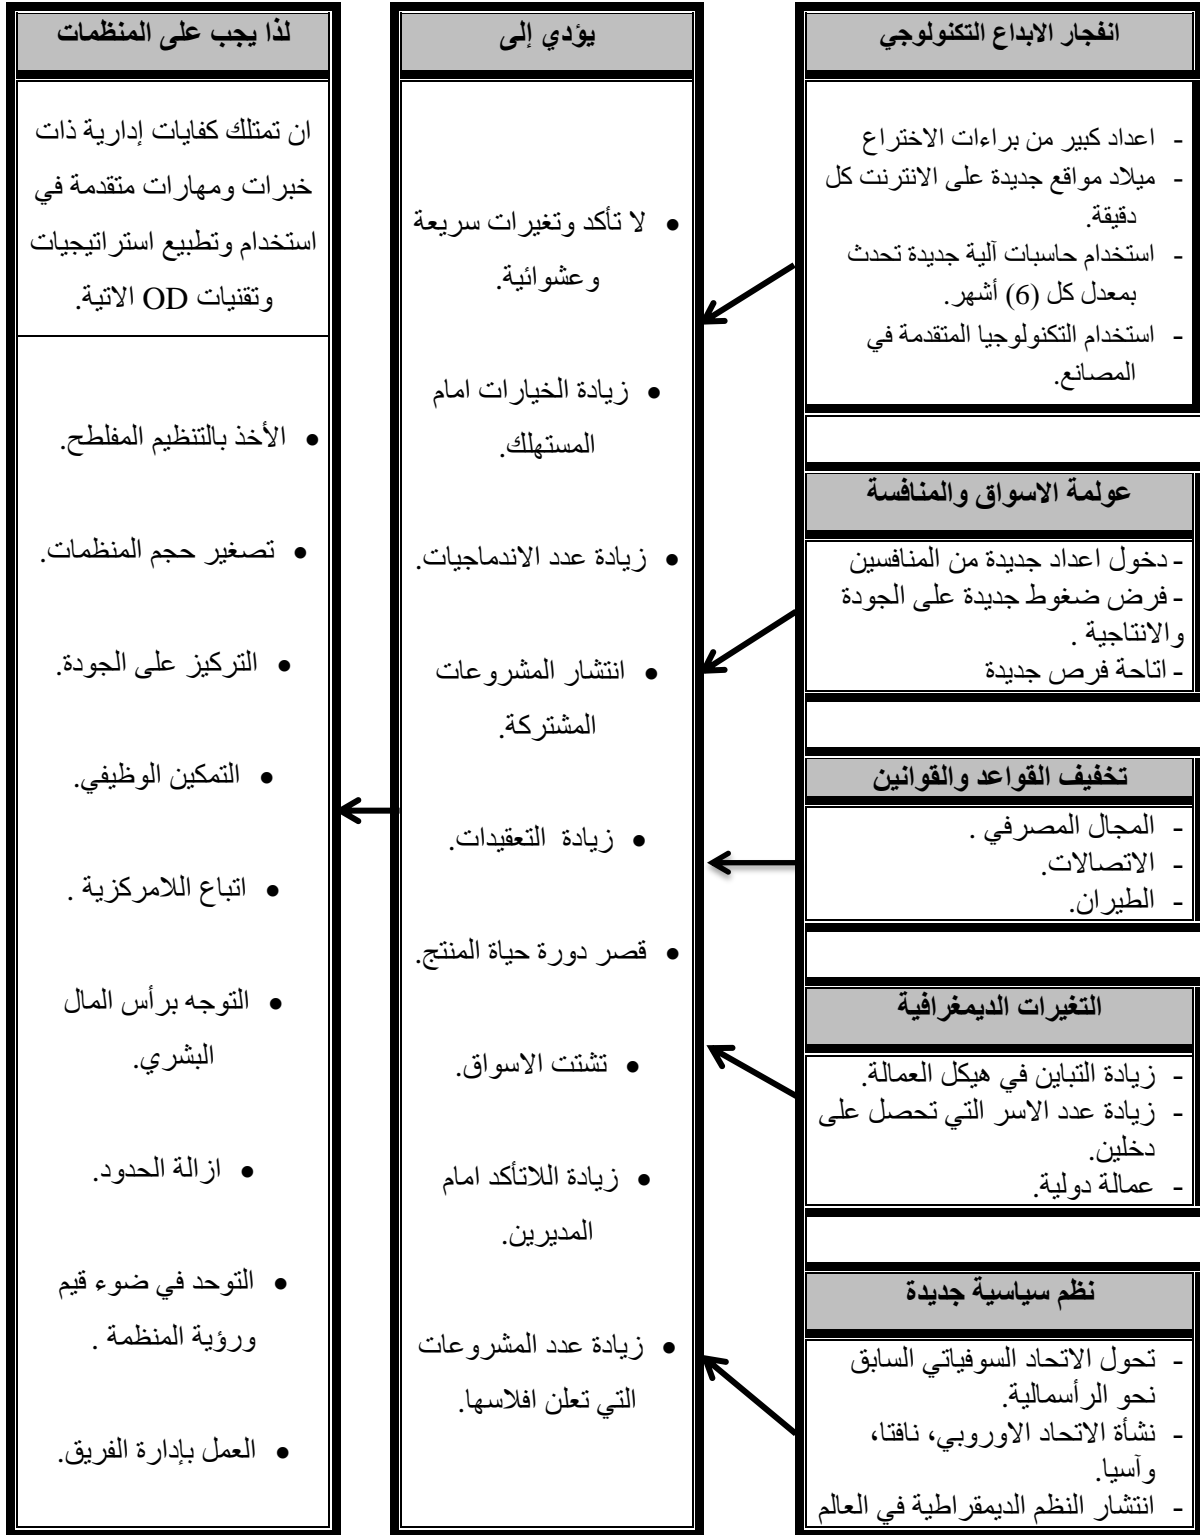 انفجار الابداع التكنولوجي
- اعداد كبير من براءات الاختراع
- ميلاد مواقع جديدة على الانترنت كل
دقيقة.
- استخدام حاسبات آلية جديدة تحدث
بمعدل كل (6) أشهر.
- استخدام التكنولوجيا المتقدمة في
المصانع.
عولمة الاسواق والمنافسة
- دخول اعداد جديدة من المنافسين
- فرض ضغوط جديدة على الجودة
والانتاجية .
- اتاحة فرص جديدة
تخفيف القواعد والقوانين
- المجال المصرفي .
- الاتصالات.
- الطيران.
التغيرات الديمغرافية
- زيادة التباين في هيكل العمالة.
- زيادة عدد الاسر التي تحصل على
دخلين.
- عمالة دولية.
نظم سياسية جديدة
- تحول الاتحاد السوفياتي السابق
نحو الرأسمالية.
- نشأة الاتحاد الاوروبي، نافتا،
وآسيا.
- انتشار النظم الديمقراطية في العالم
يؤدي إلى
• لا تأكد وتغيرات سريعة
وعشوائية.
• زيادة الخيارات امام
المستهلك.
• زيادة عدد الاندماجيات.
• انتشار المشروعات
المشتركة.
• زيادة التعقيدات.
• قصر دورة حياة المنتج.
• تشتت الاسواق.
• زيادة اللاتأكد امام
المديرين.
• زيادة عدد المشروعات
التي تعلن افلاسها.
لذا يجب على المنظمات
ان تمتلك كفايات إدارية ذات
خبرات ومهارات متقدمة في
استخدام وتطبيع استراتيجيات
وتقنيات OD الاتية.
• الأخذ بالتنظيم المفلطح.
• تصغير حجم المنظمات.
• التركيز على الجودة.
• التمكين الوظيفي.
• اتباع اللامركزية .
• التوجه برأس المال
البشري.
• ازالة الحدود.
• التوحد في ضوء قيم
ورؤية المنظمة .
• العمل بإدارة الفريق.